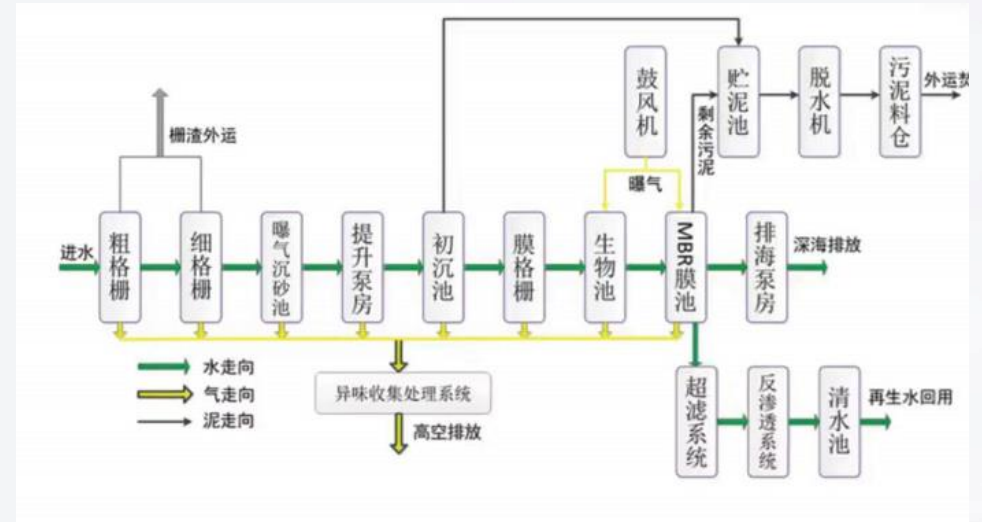 鼓风机
贮泥池
脱水机
污泥料仓
外运焚
剩余污泥
栅渣外运
曝气
进水
粗格栅
细格栅
曝气沉砂池
提升泵房
初沉池
膜格栅
生物池
MBR膜池
排海泵房
深海排放
水走向
气走向
泥走向
异味收集处理系统
高空排放
超滤系统
反渗透系统
清水池
再生水回用